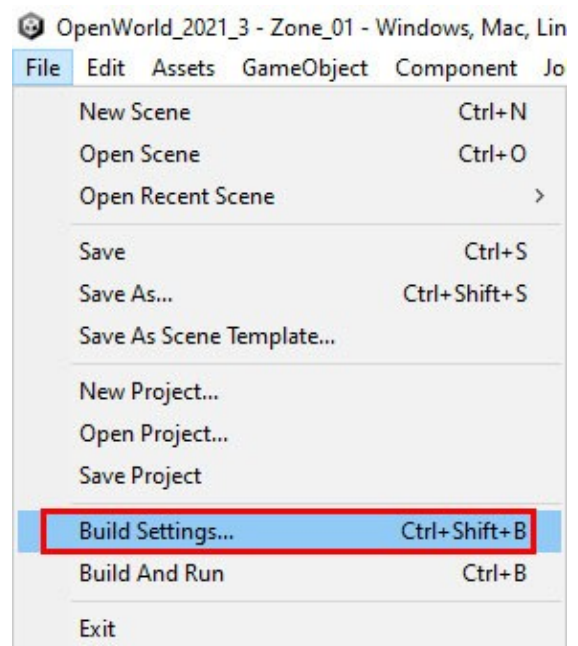 OpenWorld_2021_3 - Zone_01 - Windows, Mac, Lin
File Edit Assets GameObject Component Jo
New Scene Ctrl+N
Open Scene Ctrl+O
Open Recent Scene >
Save Ctrl+S
Save As... Ctrl+Shift+S
Save As Scene Template...
New Project...
Open Project...
Save Project
Build Settings... Ctrl+Shift+B
Build And Run Ctrl+B
Exit